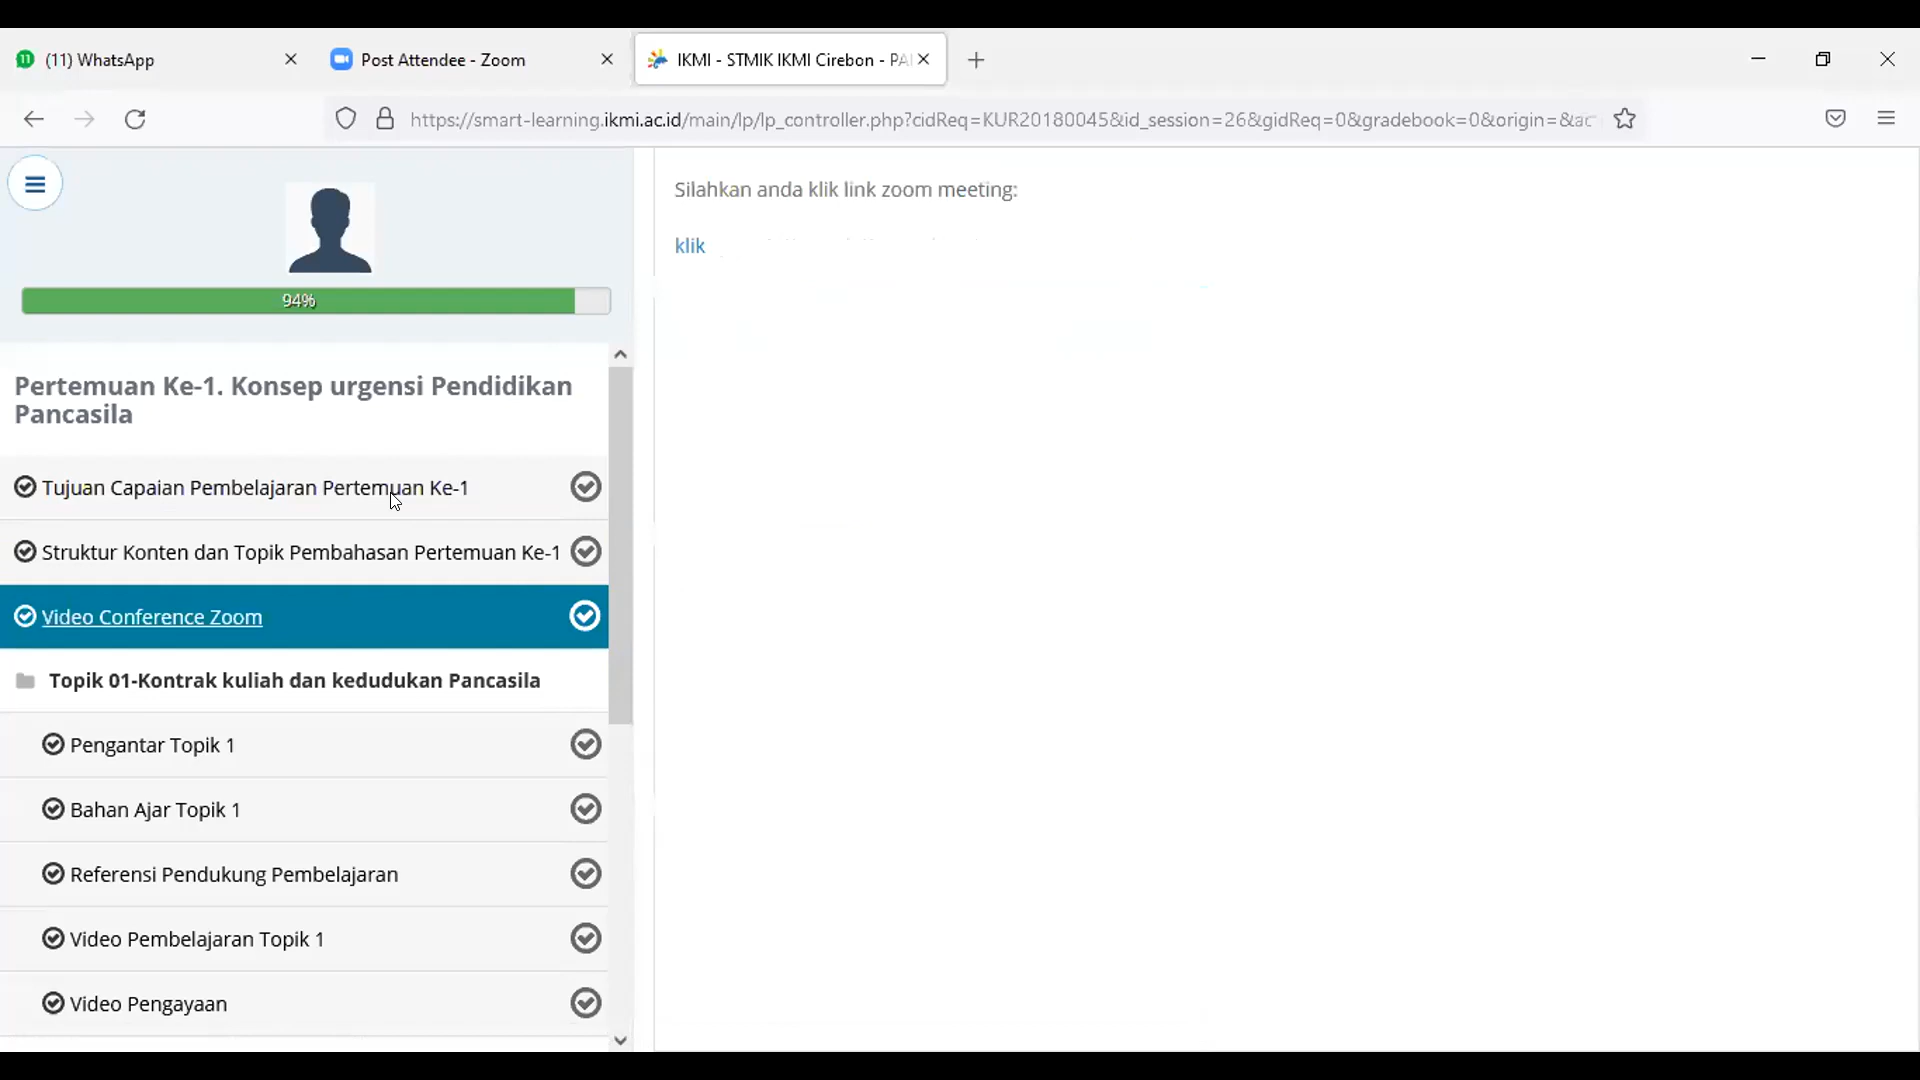 11 (11) WhatsApp
Post Attendee - Zoom
IKMI - STMIK IKMI Cirebon - PA
https://smart-learning.ikmi.ac.id/main/lp/lp_controller.php?cidReq=KUR20180045&id_session=26&gidReq=0&gradebook=0&origin=&ac
94%
Pertemuan Ke-1. Konsep urgensi Pendidikan
Pancasila
Tujuan Capaian Pembelajaran Pertemuan Ke-1
Struktur Konten dan Topik Pembahasan Pertemuan Ke-1
Video Conference Zoom
Topik 01-Kontrak kuliah dan kedudukan Pancasila
Pengantar Topik 1
Bahan Ajar Topik 1
Referensi Pendukung Pembelajaran
Video Pembelajaran Topik 1
Video Pengayaan
Silahkan anda klik link zoom meeting:
klik